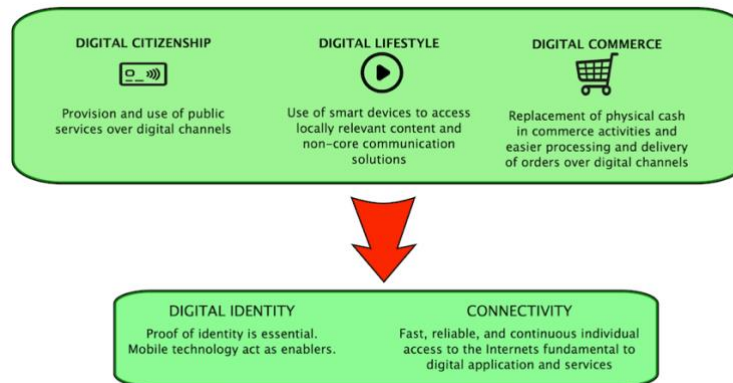 DIGITAL CITIZENSHIP
Provision and use of public
services over digital channels
DIGITAL LIFESTYLE
Use of smart devices to access
locally relevant content and
non-core communication
solutions
DIGITAL COMMERCE
Replacement of physical cash
in commerce activities and
easier processing and delivery
of orders over digital channels
DIGITAL IDENTITY
Proof of identity is essential.
Mobile technology act as enablers.
CONNECTIVITY
Fast, reliable, and continuous individual
access to the Internets fundamental to
digital application and services